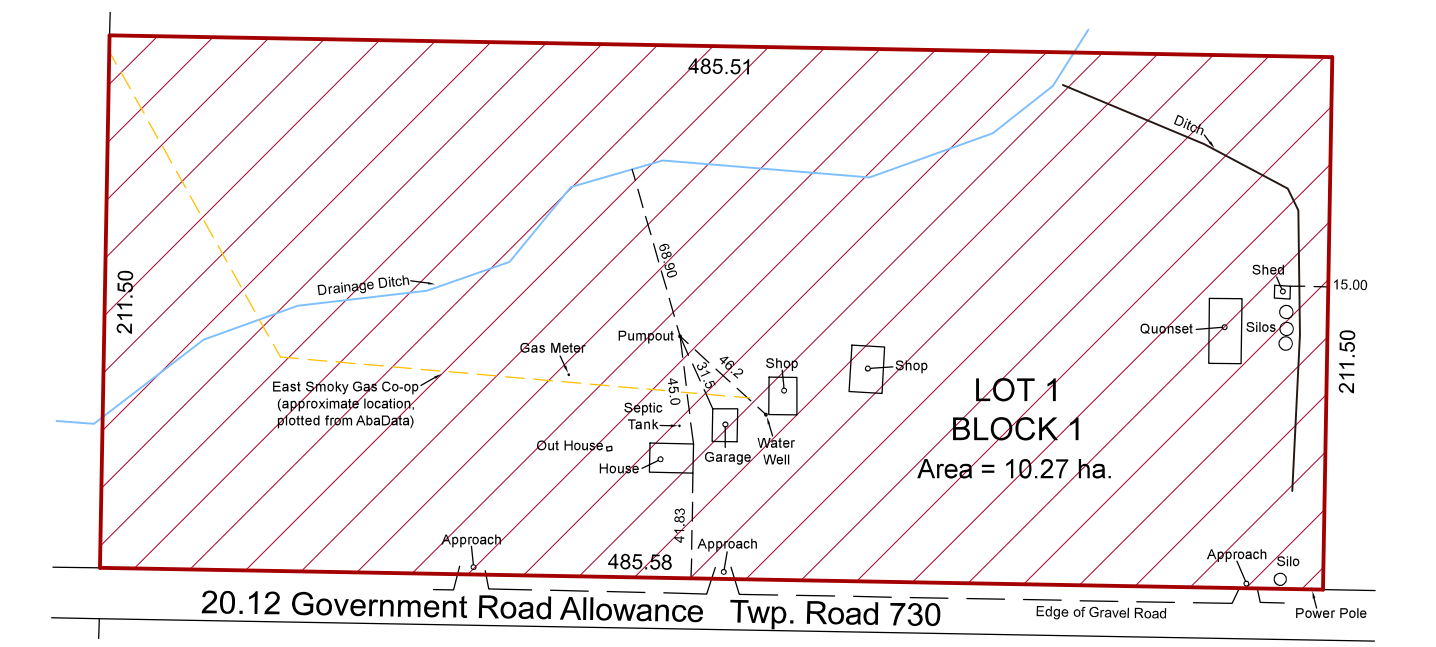 485.51
Ditch
68.90
211.50
Drainage Ditch
Shed
15.00
Quonset
Silos
Pumpout
Gas Meter
46.2
31.5
45.0
Shop
Shop
211.50
East Smoky Gas Co-op
(approximate location,
plotted from AbaData)
LOT 1
BLOCK 1
Area = 10.27 ha.
Septic
Tank
Out House
House
Garage
Water
Well
41.83
Approach
Approach
Approach
Silo
485.58
20.12 Government Road Allowance Twp. Road 730
Edge of Gravel Road
Power Pole